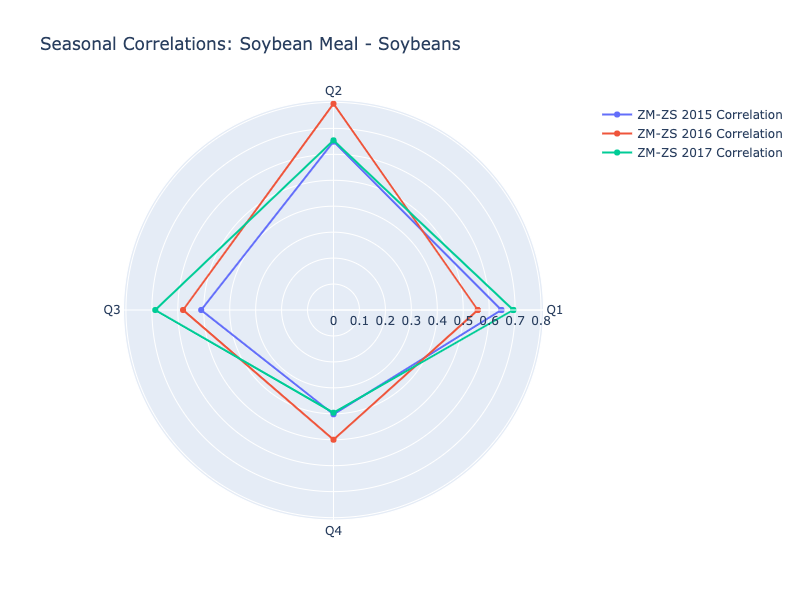 Seasonal Correlations: Soybean Meal - Soybeans
Q2
ZM-ZS 2015 Correlation
ZM-ZS 2016 Correlation
ZM-ZS 2017 Correlation
Q3
Q1
0 0.1 0.2 0.3 0.4 0.5 0.6 0.7 0.8
Q4